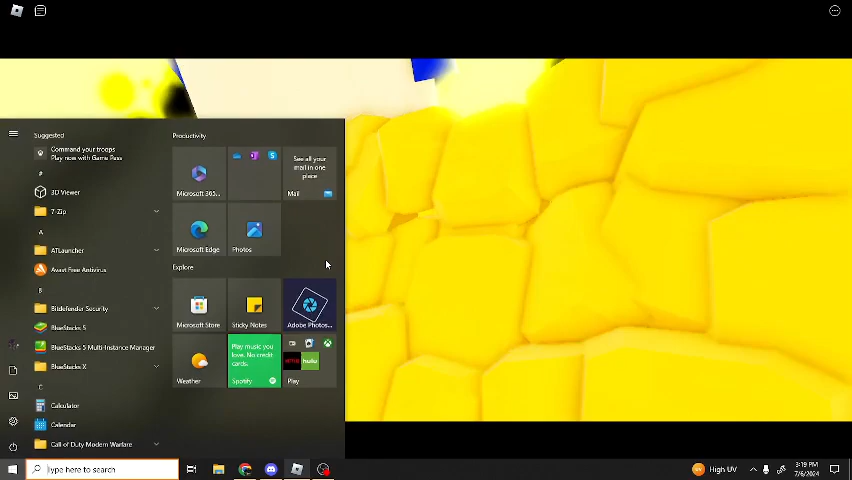 Suggested
Command your troops
Play now with Game Pass
#
3D Viewer
7-Zip
A
ATLauncher
Avast Free Antivirus
B
Bitdefender Security
BlueStacks 5
BlueStacks 5 Multi-Instance Manager
BlueStacks X
C
Calculator
Calendar
Call of Duty Modern Warfare
Productivity
Microsoft 365...
See all your
mail in one
place
Mail
Microsoft Edge
Photos
Explore
Microsoft Store
Sticky Notes
Adobe Photos...
Weather
Play music you
love. No credit
cards.
Spotify
hulu
Play
Type here to search
High UV
3:19 PM
7/6/2024